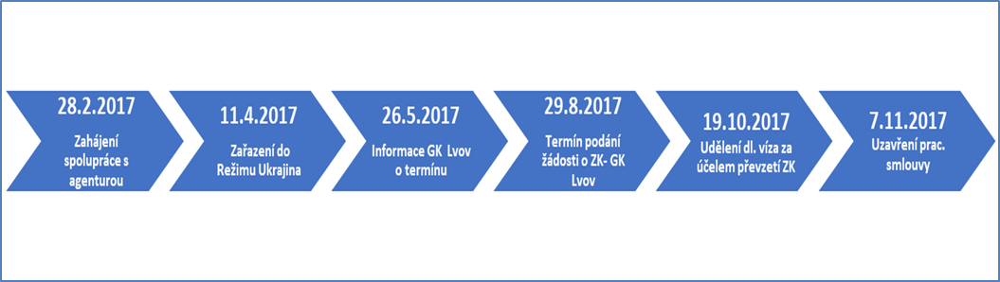 28.2.2017
Zahájení
spolupráce s
agenturou
11.4.2017
Zařazení do
Režimu Ukrajina
26.5.2017
Informace GK Lvov
o termínu
29.8.2017
Termín podání
žádosti o ZK- GK
Lvov
19.10.2017
Udělení dl. víza za
účelem převzetí ZK
7.11.2017
Uzavření prac.
smlouvy